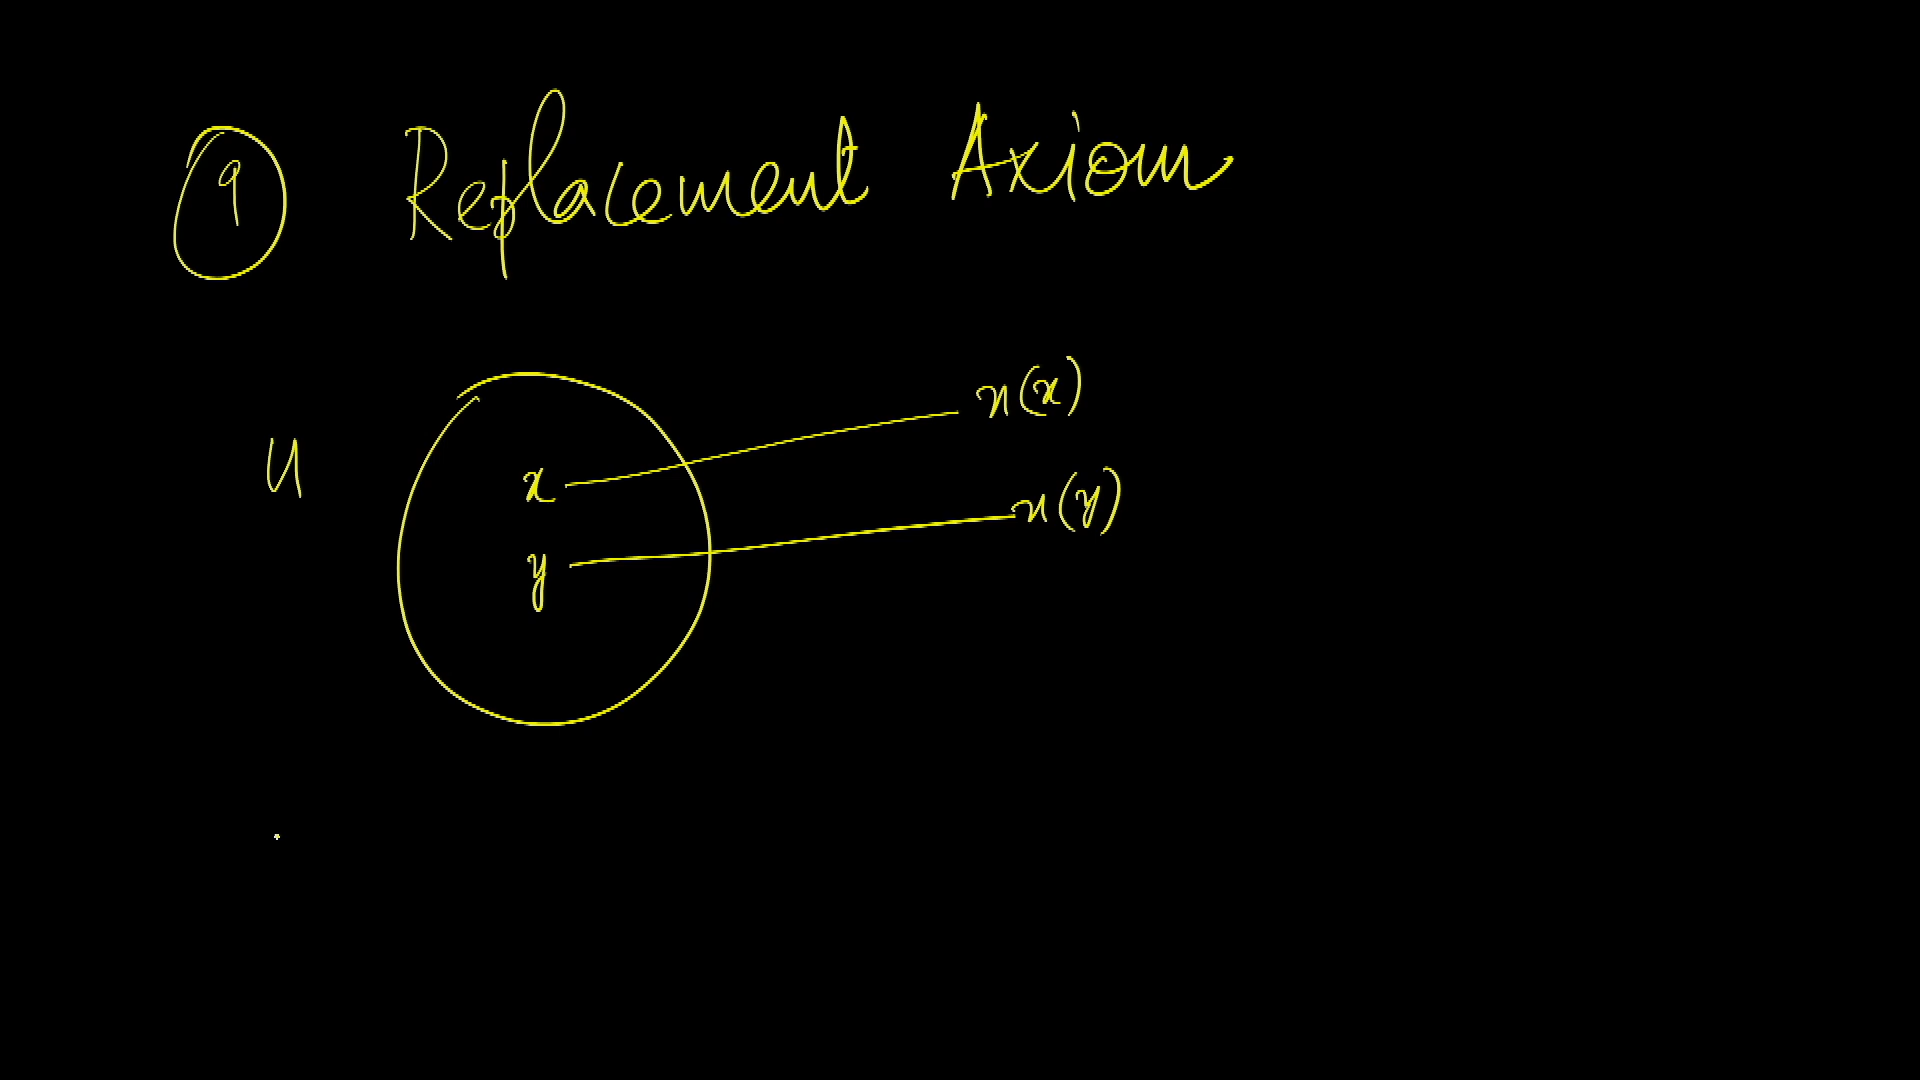 9 Replacement Axiom
u
x n(x)
y n(y)